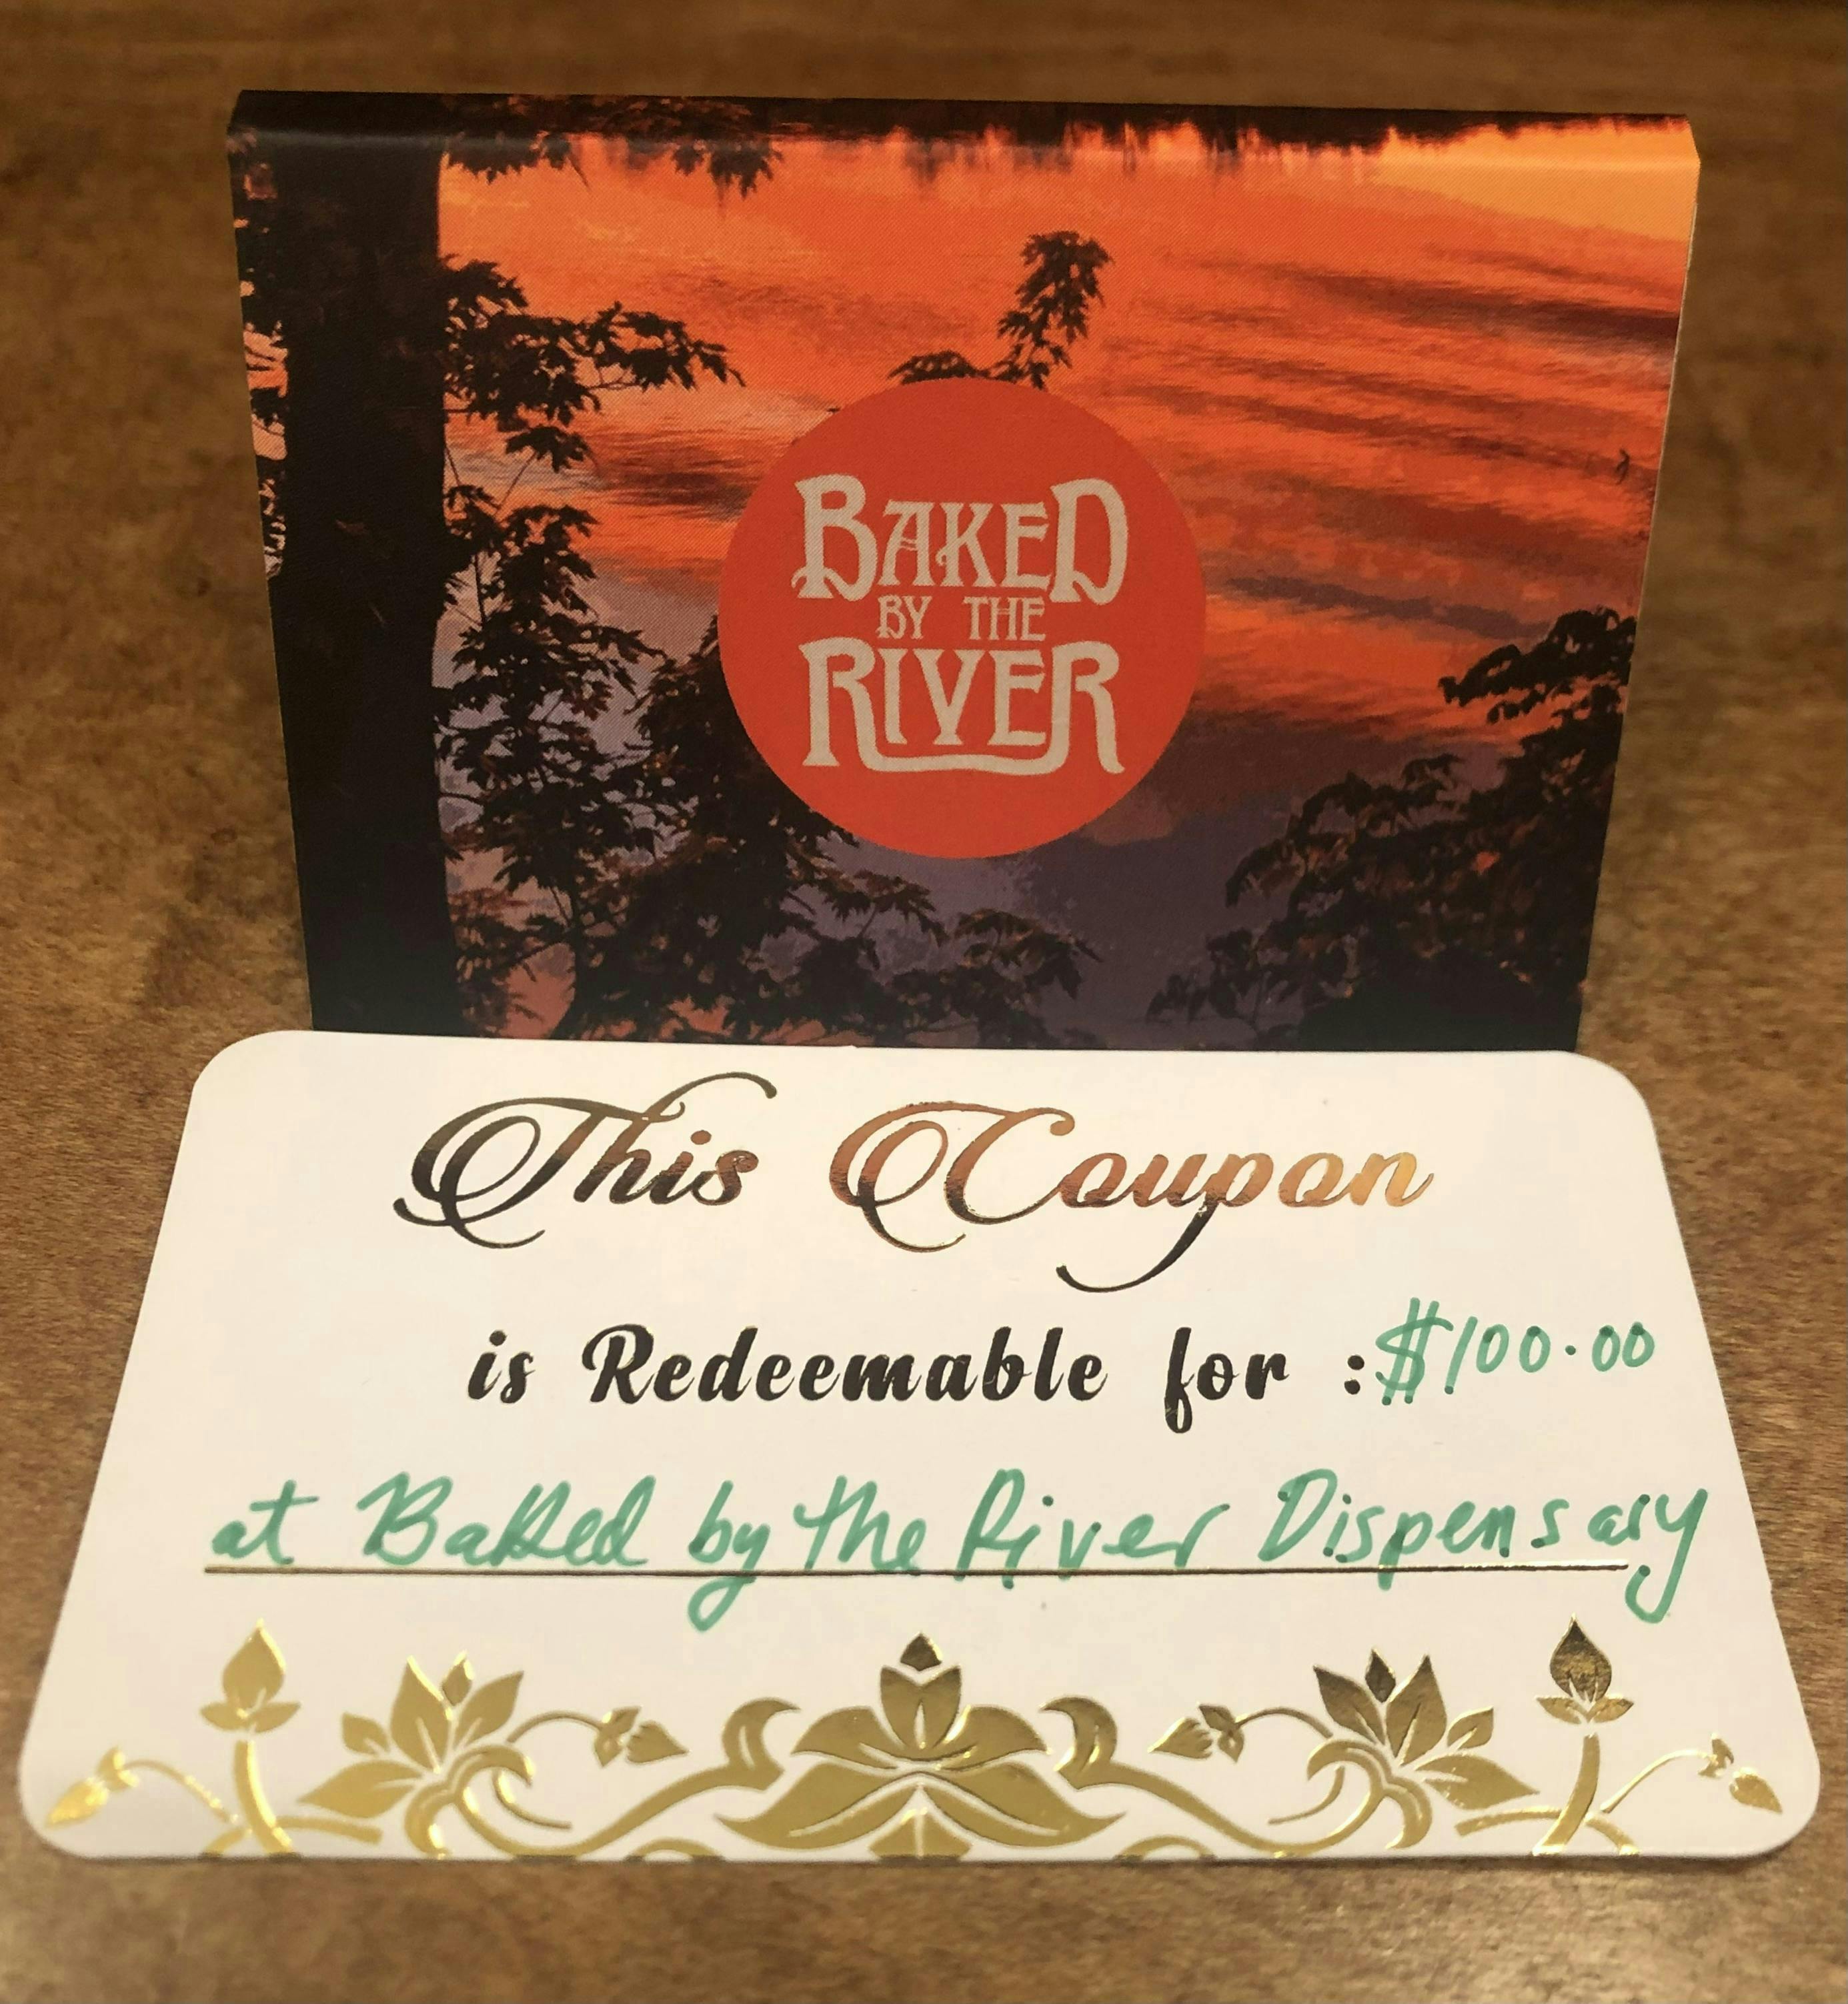 BAKED
BY THE
RIVER
This Coupon
is Redeemable for : $100.00
at Baked by the River Dispensary